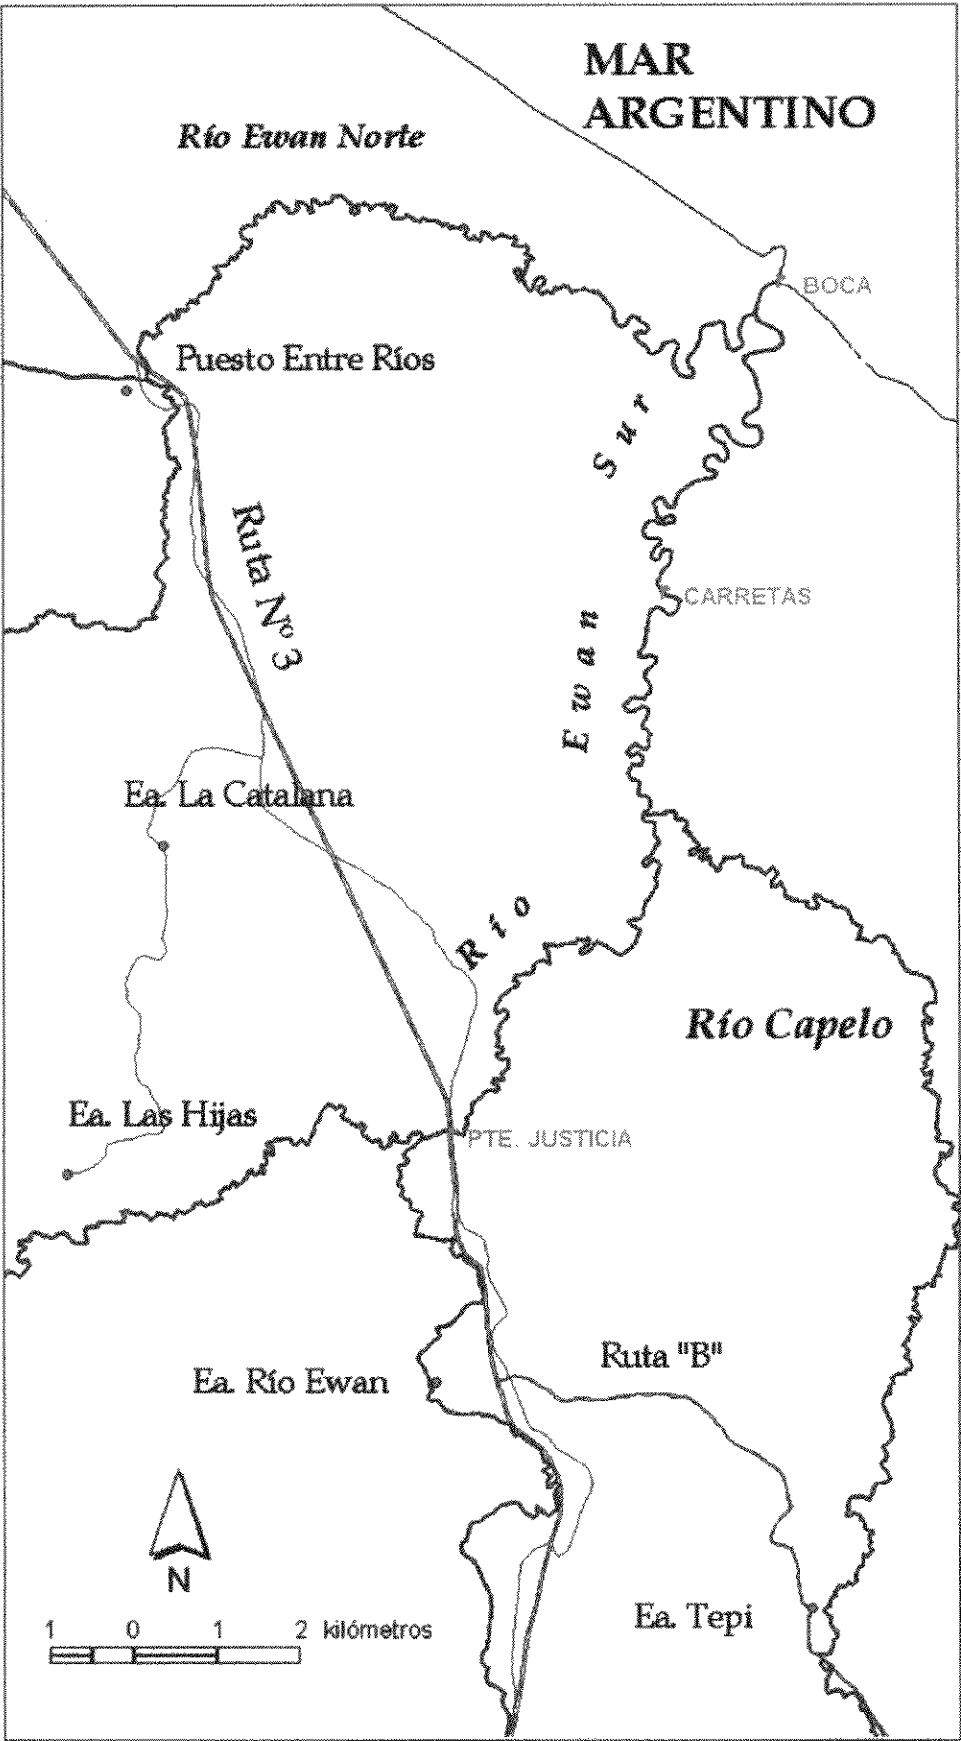 MAR
ARGENTINO
Río Ewan Norte
BOCA
Puesto Entre Ríos
Ruta Nº 3
CARRETAS
Río Ewan Sur
Ea. La Catalana
Río Capelo
Ea. Las Hijas
PTE. JUSTICIA
Ruta "B"
Ea. Río Ewan
N
Ea. Tepi
1 0 1 2 kilómetros